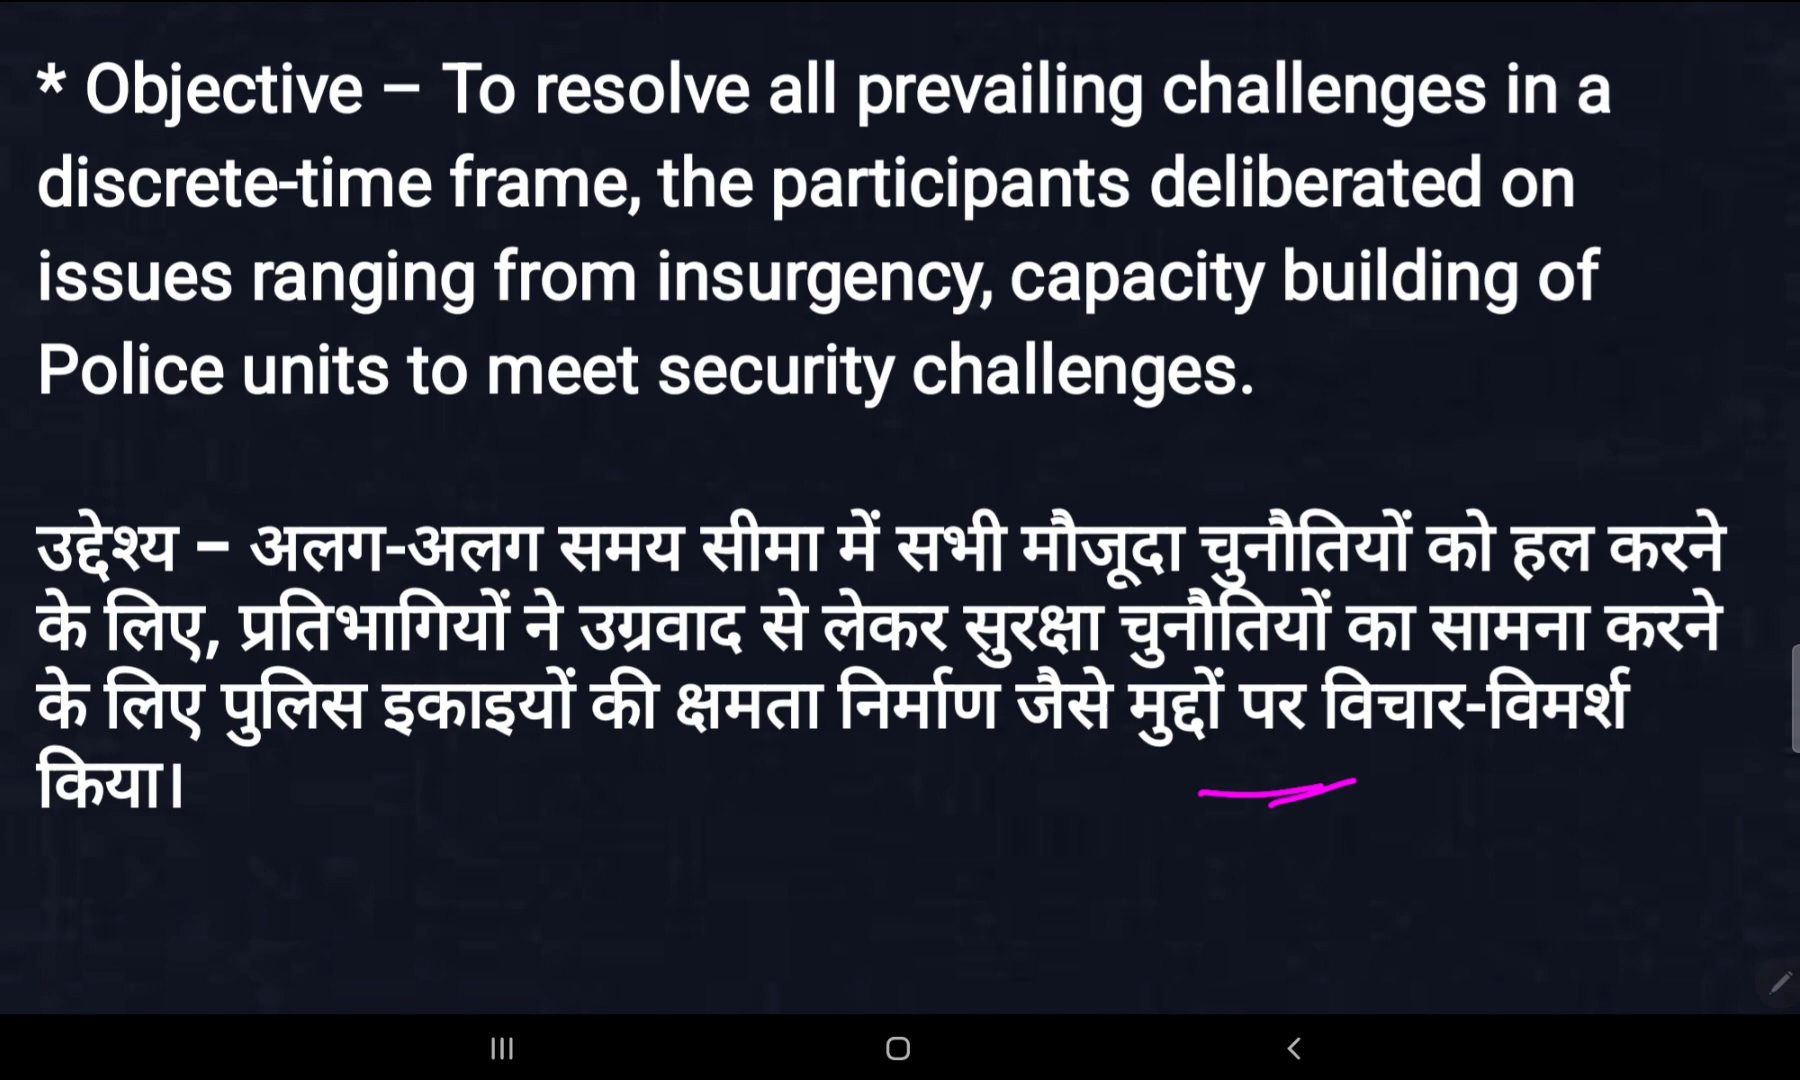 * Objective – To resolve all prevailing challenges in a
discrete-time frame, the participants deliberated on
issues ranging from insurgency, capacity building of
Police units to meet security challenges.
उद्देश्य – अलग-अलग समय सीमा में सभी मौजूदा चुनौतियों को हल करने
के लिए, प्रतिभागियों ने उग्रवाद से लेकर सुरक्षा चुनौतियों का सामना करने
के लिए पुलिस इकाइयों की क्षमता निर्माण जैसे मुद्दों पर विचार-विमर्श
किया।